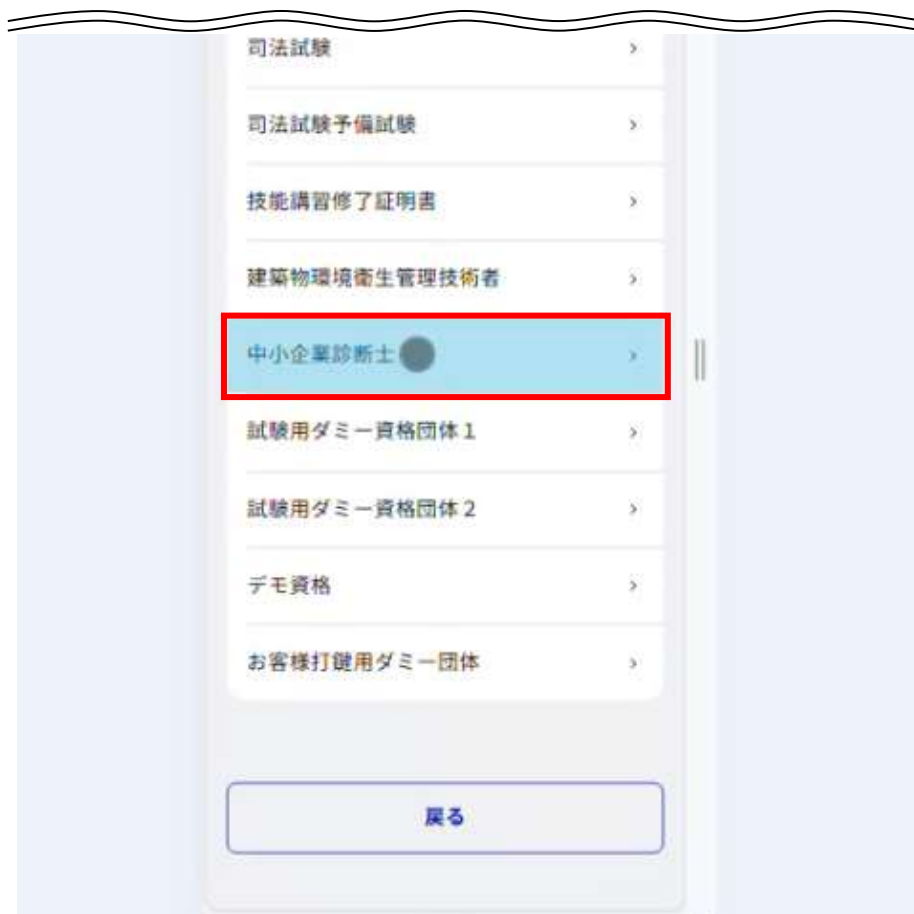 司法試験
司法試験予備試験
技能講習修了証明書
建築物環境衛生管理技術者
中小企業診断士
試験用ダミー資格団体1
試験用ダミー資格団体2
デモ資格
お客様打鍵用ダミー団体
戻る